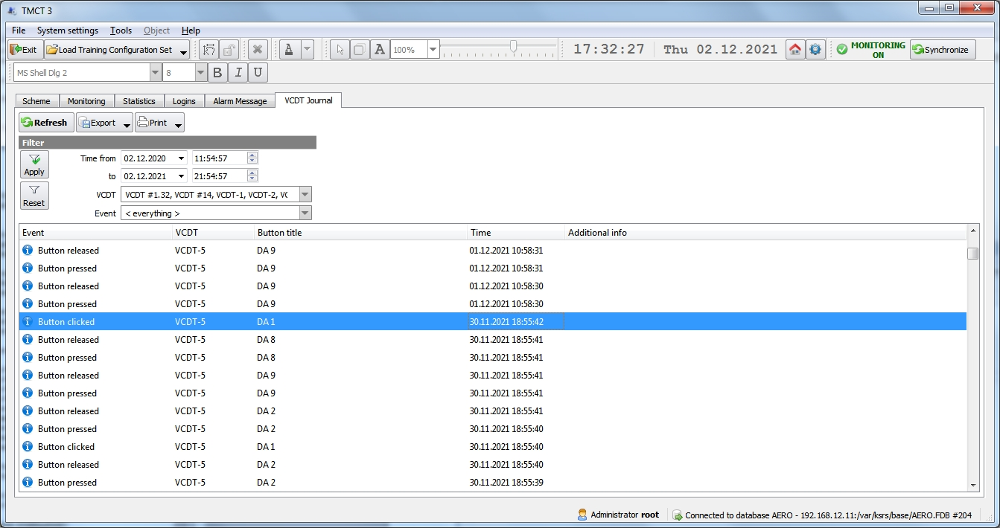 TMCT 3
File System settings Tools Object Help
Exit Load Training Configuration Set A 100% 17:32:27 Thu 02.12.2021 MONITORING ON Synchronize
MS Shell Dlg 2 8 B I U
Scheme Monitoring Statistics Logins Alarm Message VCDT Journal
Refresh Export Print
Filter
Apply Time from 02.12.2020 11:54:57
to 02.12.2021 21:54:57
Reset VCDT VCDT #1.32, VCDT #14, VCDT-1, VCDT-2, VC
Event < everything >
Event VCDT Button title Time Additional info
Button released VCDT-5 DA 9 01.12.2021 10:58:31
Button pressed VCDT-5 DA 9 01.12.2021 10:58:31
Button released VCDT-5 DA 9 01.12.2021 10:58:30
Button pressed VCDT-5 DA 9 01.12.2021 10:58:30
Button clicked VCDT-5 DA 1 30.11.2021 18:55:42
Button released VCDT-5 DA 8 30.11.2021 18:55:41
Button pressed VCDT-5 DA 8 30.11.2021 18:55:41
Button released VCDT-5 DA 9 30.11.2021 18:55:41
Button pressed VCDT-5 DA 9 30.11.2021 18:55:41
Button released VCDT-5 DA 2 30.11.2021 18:55:41
Button pressed VCDT-5 DA 2 30.11.2021 18:55:40
Button clicked VCDT-5 DA 1 30.11.2021 18:55:40
Button released VCDT-5 DA 2 30.11.2021 18:55:40
Button pressed VCDT-5 DA 2 30.11.2021 18:55:39
Administrator root Connected to database AERO - 192.168.12.11:/var/ksrs/base/AERO.FDB #204